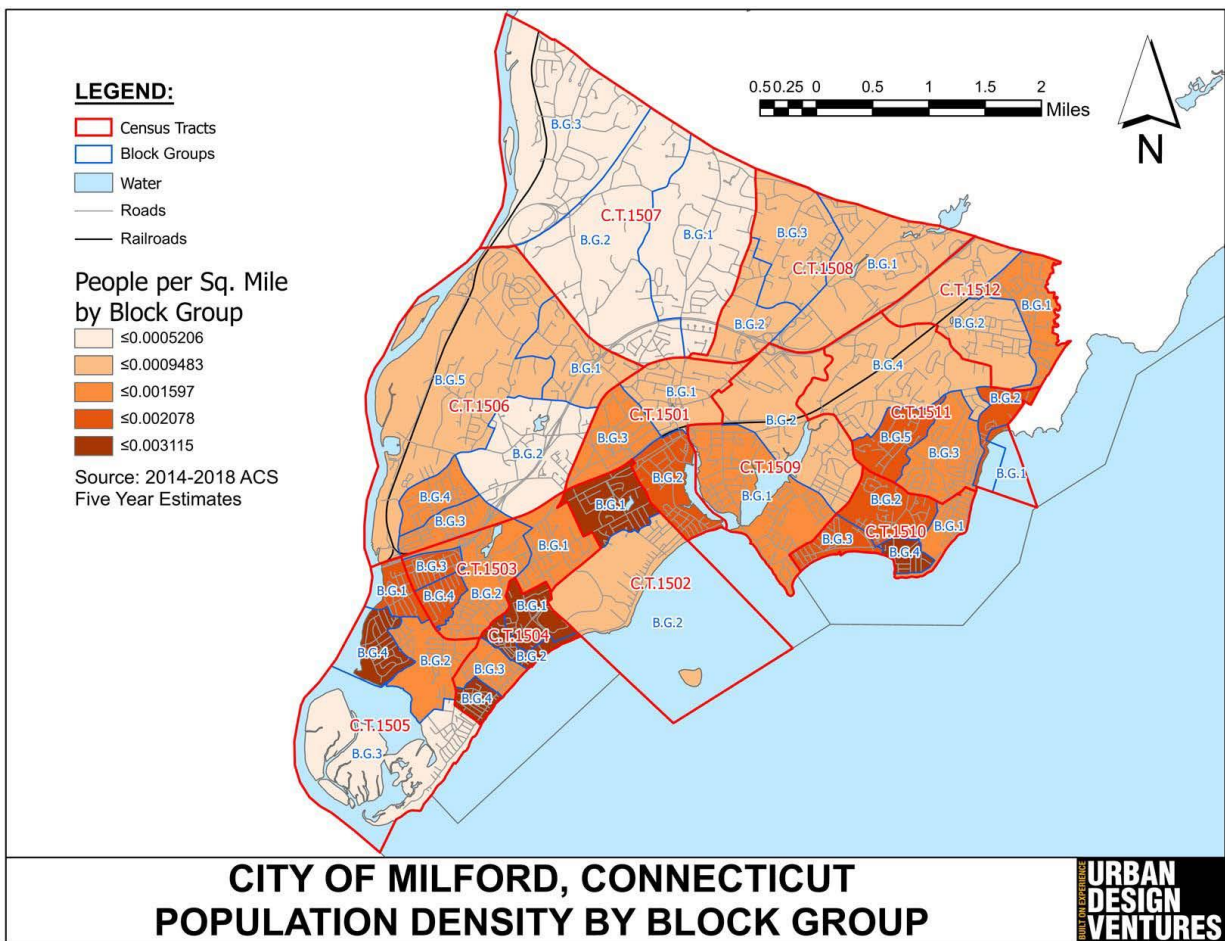 LEGEND:
Census Tracts
Block Groups
Water
Roads
Railroads
People per Sq. Mile
by Block Group
≤0.0005206
≤0.0009483
≤0.001597
≤0.002078
≤0.003115
Source: 2014-2018 ACS
Five Year Estimates
0.5 0.25 0 0.5 1 1.5 2
Miles
N
B.G.3
C.T.1507
B.G.2
B.G.1
B.G.3
C.T.1508
B.G.1
B.G.2
C.T.1512
B.G.2
B.G.1
B.G.5
B.G.1
C.T.1506
B.G.2
B.G.4
B.G.3
B.G.1
C.T.1501
B.G.3
B.G.2
B.G.4
B.G.2
C.T.1509
B.G.1
C.T.1511
B.G.5
B.G.3
B.G.2
B.G.1
B.G.2
C.T.1510
B.G.1
B.G.3
B.G.4
B.G.1
C.T.1502
B.G.2
B.G.1
B.G.3
C.T.1503
B.G.4
B.G.2
B.G.1
B.G.1
C.T.1504
B.G.2
B.G.3
B.G.4
B.G.4
B.G.2
C.T.1505
B.G.3
CITY OF MILFORD, CONNECTICUT
POPULATION DENSITY BY BLOCK GROUP
BUILT ON EXPERIENCE
URBAN
DESIGN
VENTURES